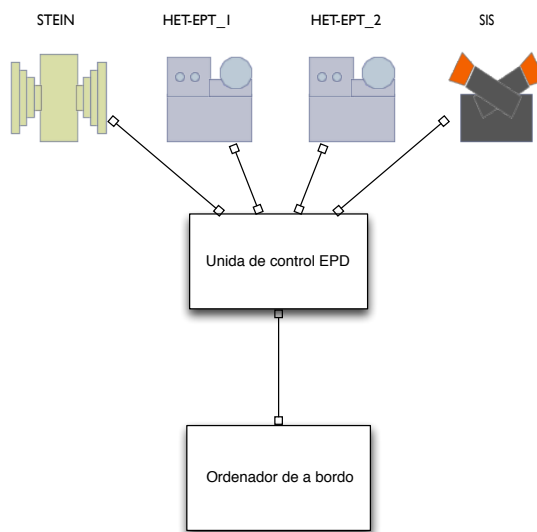 STEIN
HET-EPT_1
HET-EPT_2
SIS
Unida de control EPD
Ordenador de a bordo